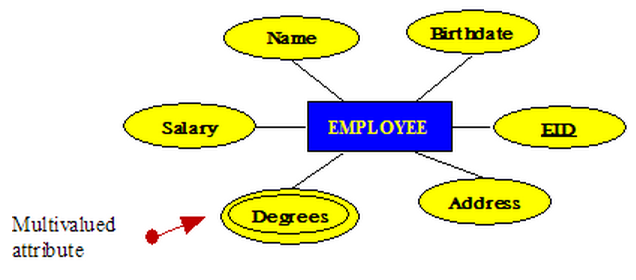 Name
Birthdate
Salary
EMPLOYEE
EID
Degrees
Address
Multivalued
attribute